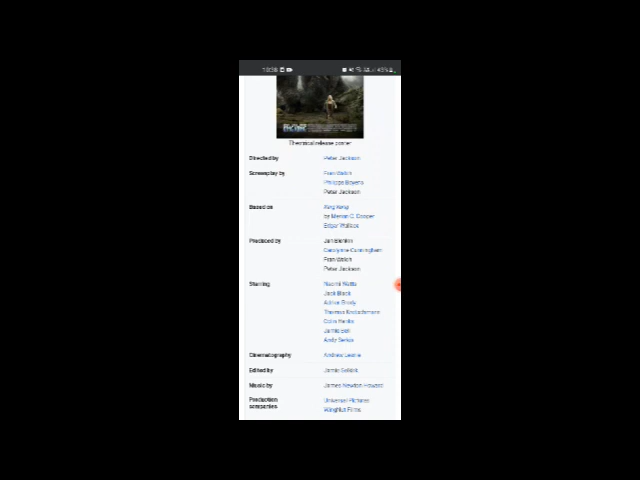 Theatrical release poster
Directed by Peter Jackson
Screenplay by Fran Walsh
Philippa Boyens
Peter Jackson
Based on King Kong
by Merian C. Cooper
Edgar Wallace
Produced by Jan Blenkin
Carolynne Cunningham
Fran Walsh
Peter Jackson
Starring Naomi Watts
Jack Black
Adrien Brody
Thomas Kretschmann
Colin Hanks
Jamie Bell
Andy Serkis
Cinematography Andrew Lesnie
Edited by Jamie Selkirk
Music by James Newton Howard
Production companies Universal Pictures
WingNut Films